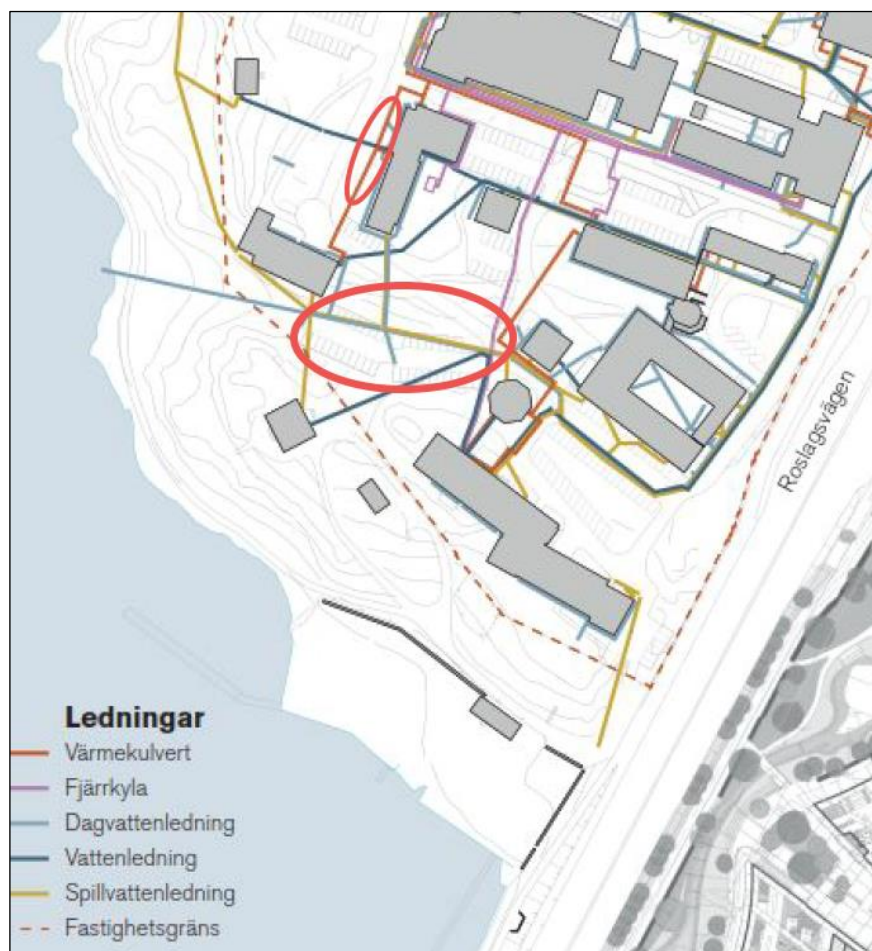 Roslagsvägen
Ledningar
Värmekulvert
Fjärrkyla
Dagvattenledning
Vattenledning
Spillvattenledning
Fastighetsgräns